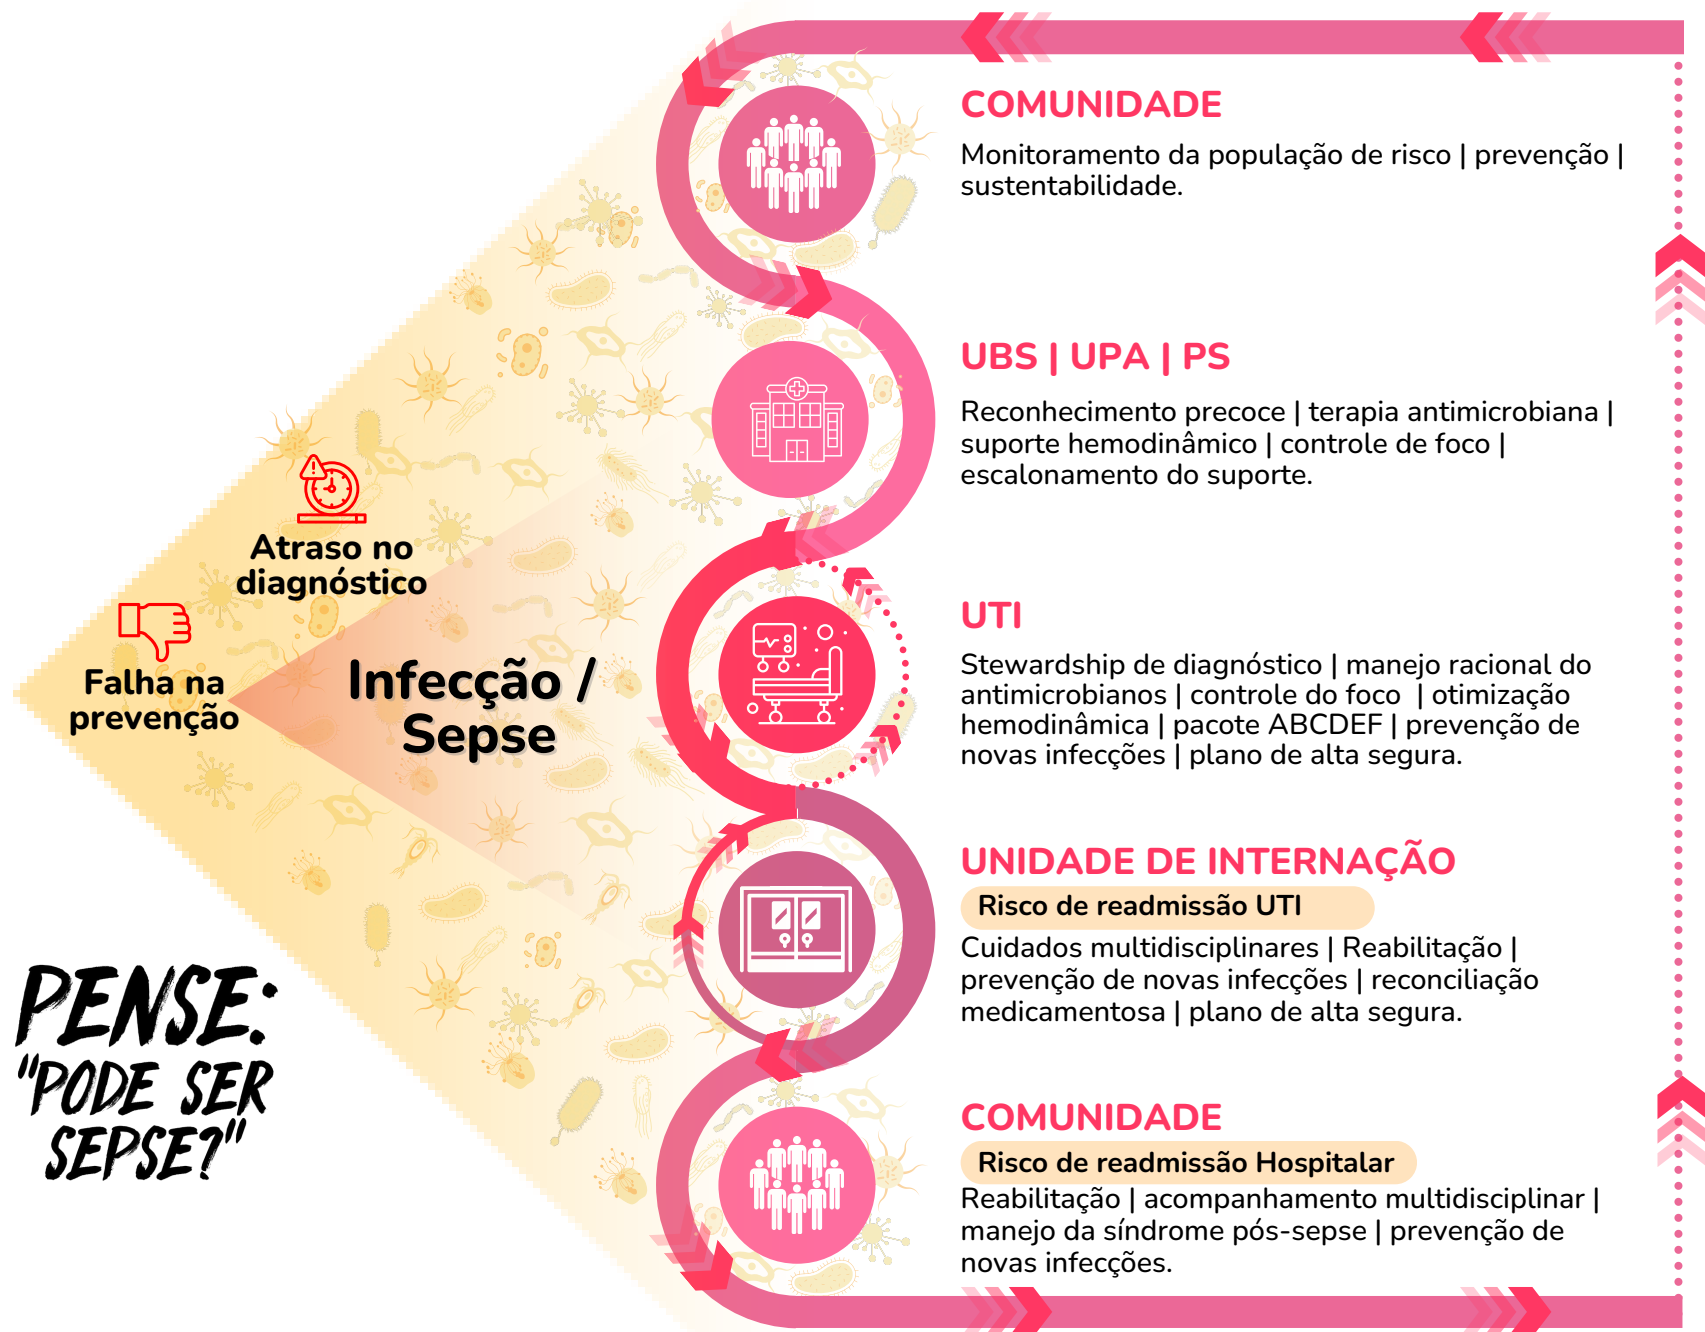 COMUNIDADE
Monitoramento da população de risco | prevenção |
sustentabilidade.
UBS | UPA | PS
Reconhecimento precoce | terapia antimicrobiana |
suporte hemodinâmico | controle de foco |
escalonamento do suporte.
Atraso no
diagnóstico
Falha na
prevenção
Infecção /
Sepse
UTI
Stewardship de diagnóstico | manejo racional do
antimicrobianos | controle do foco | otimização
hemodinâmica | pacote ABCDEF | prevenção de
novas infecções | plano de alta segura.
UNIDADE DE INTERNAÇÃO
Risco de readmissão UTI
Cuidados multidisciplinares | Reabilitação |
prevenção de novas infecções | reconciliação
medicamentosa | plano de alta segura.
PENSE:
"PODE SER
SEPSE?"
COMUNIDADE
Risco de readmissão Hospitalar
Reabilitação | acompanhamento multidisciplinar |
manejo da síndrome pós-sepse | prevenção de
novas infecções.